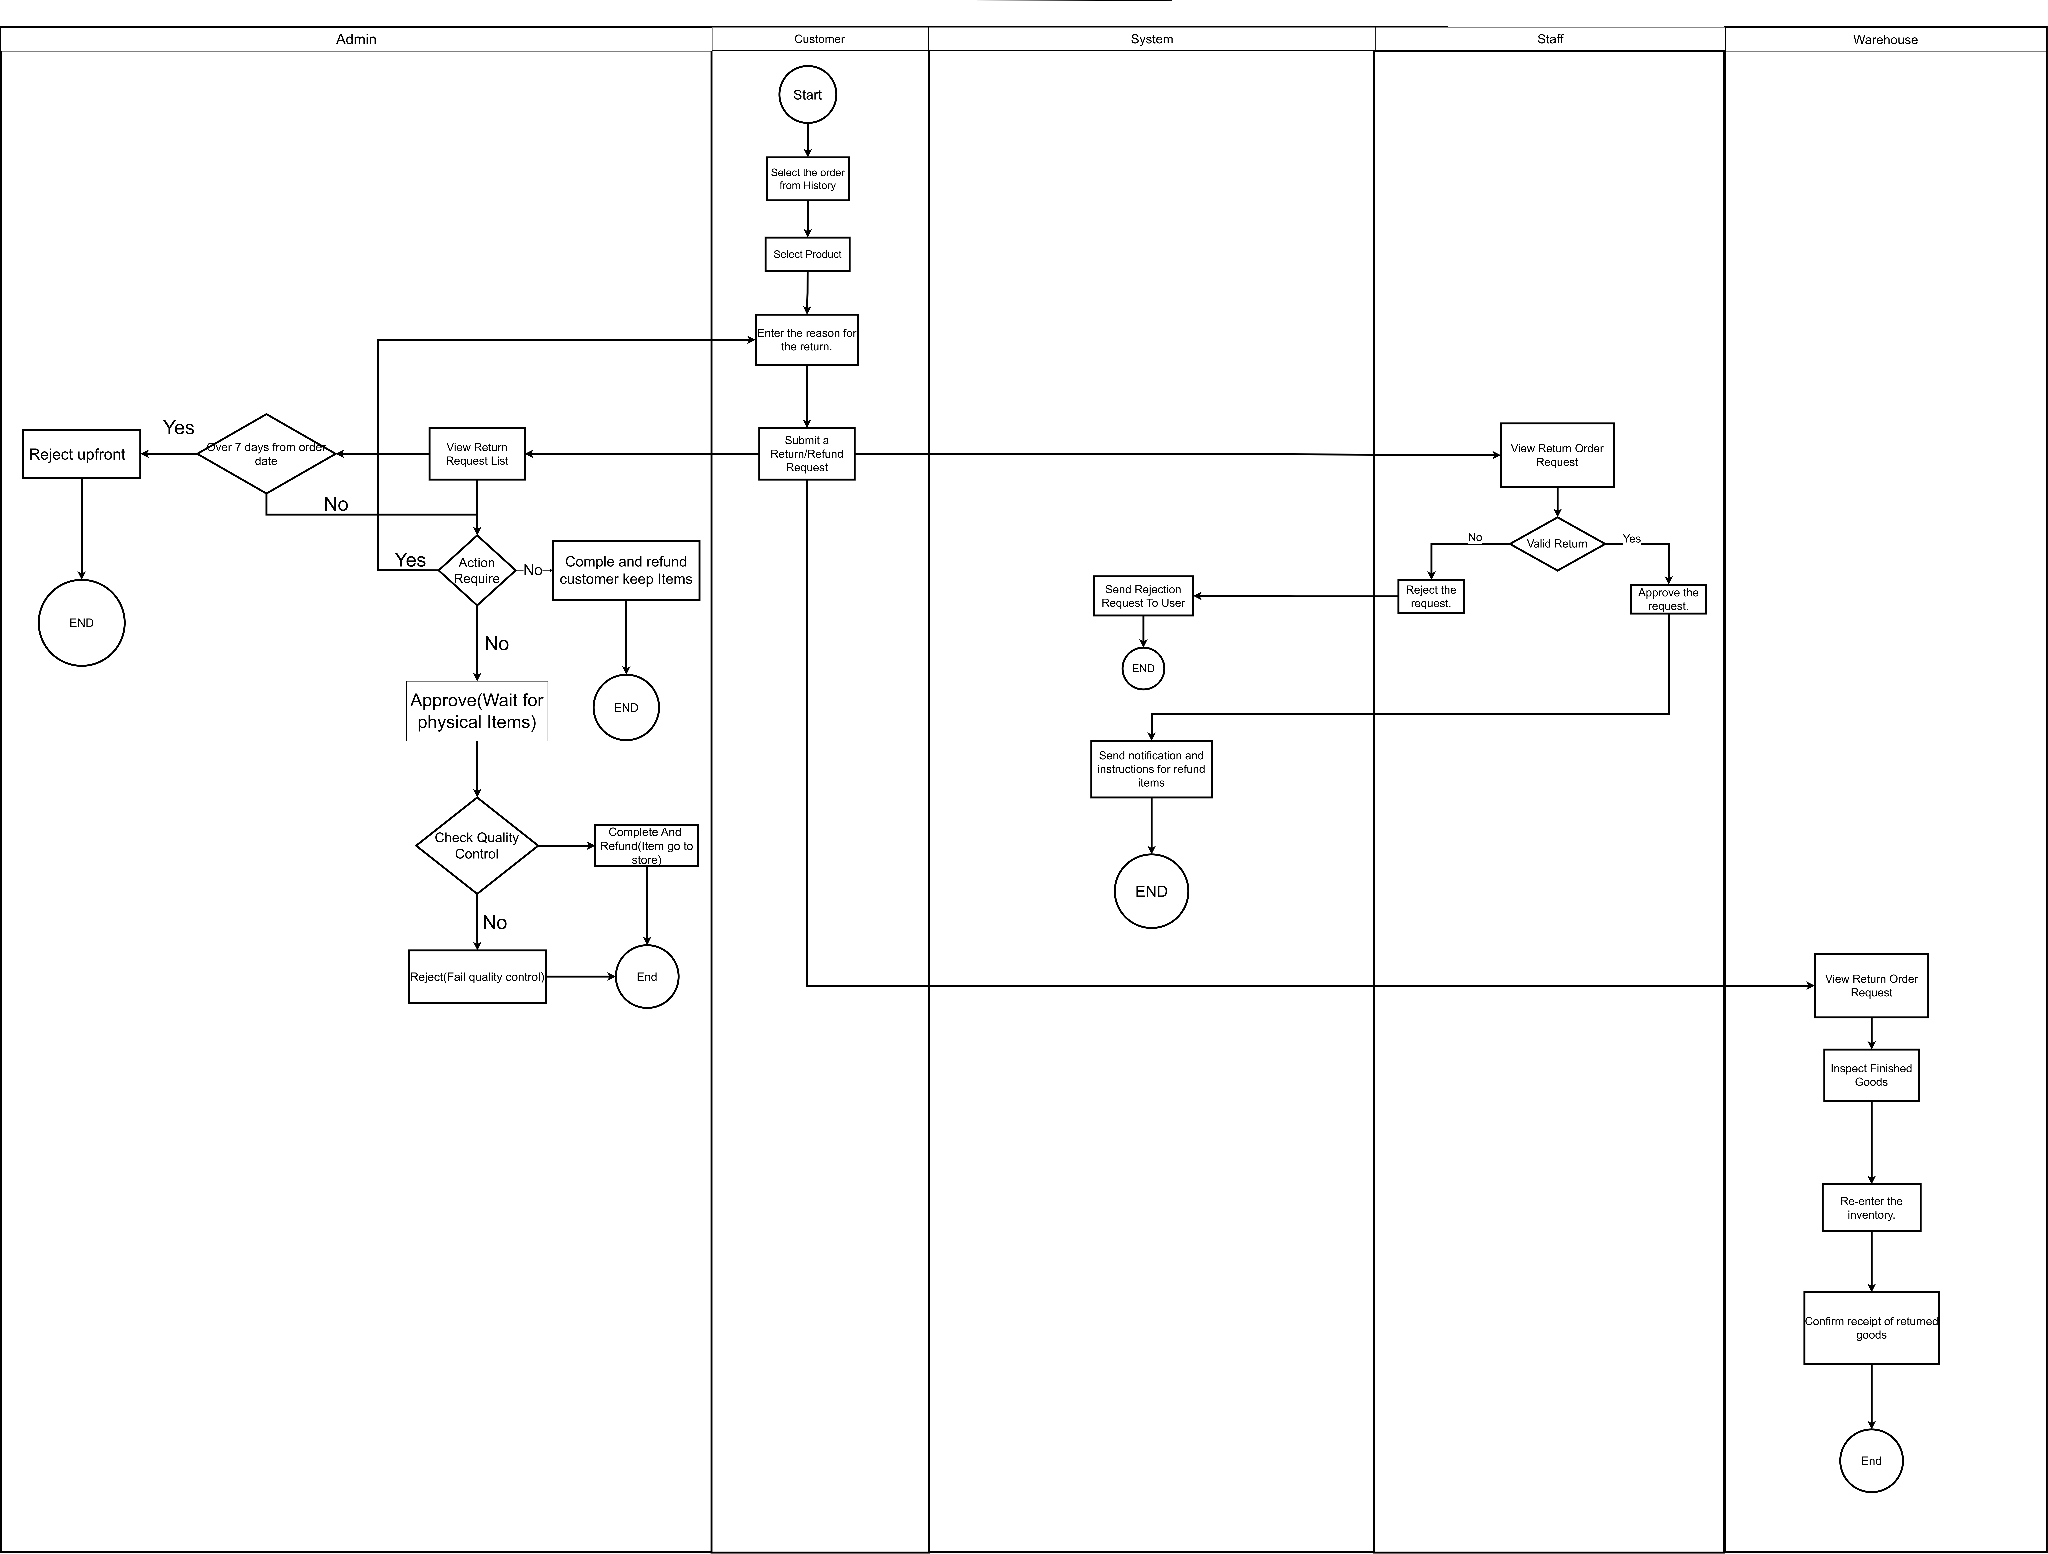 Admin
Customer
System
Staff
Warehouse
Start
Select the order
from History
Select Product
Enter the reason for
the return.
Submit a
Return/Refund
Request
View Return
Request List
Over 7 days from order
date
Yes
Reject upfront
END
No
Action
Require
Yes
No
Comple and refund
customer keep Items
END
No
Approve(Wait for
physical Items)
Check Quality
Control
Complete And
Refund(Item go to
store)
No
Reject(Fail quality control)
End
View Return Order
Request
Valid Return
No
Yes
Reject the
request.
Approve the
request.
Send Rejection
Request To User
END
Send notification and
instructions for refund
items
END
View Return Order
Request
Inspect Finished
Goods
Re-enter the
inventory.
Confirm receipt of returned
goods
End